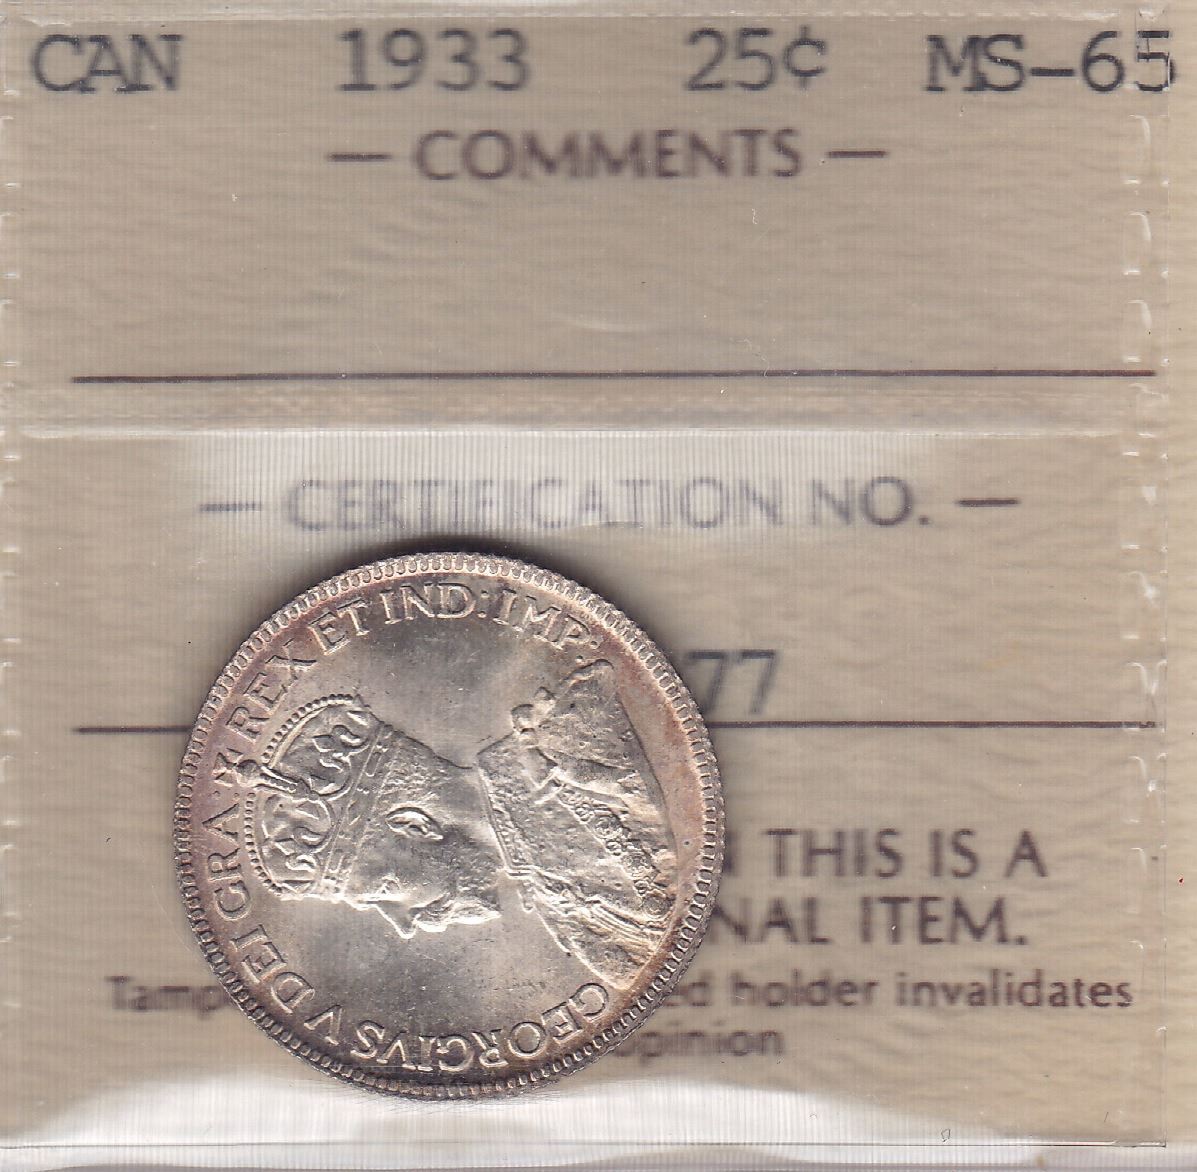 CAN 1933 25¢ MS-65
— COMMENTS —
— CERTIFICATION NO. —
77
THIS IS A
NAL ITEM.
Tamp ed holder invalidates
opinion
GEORGIVS V DEI GRA: REX ET IND: IMP: